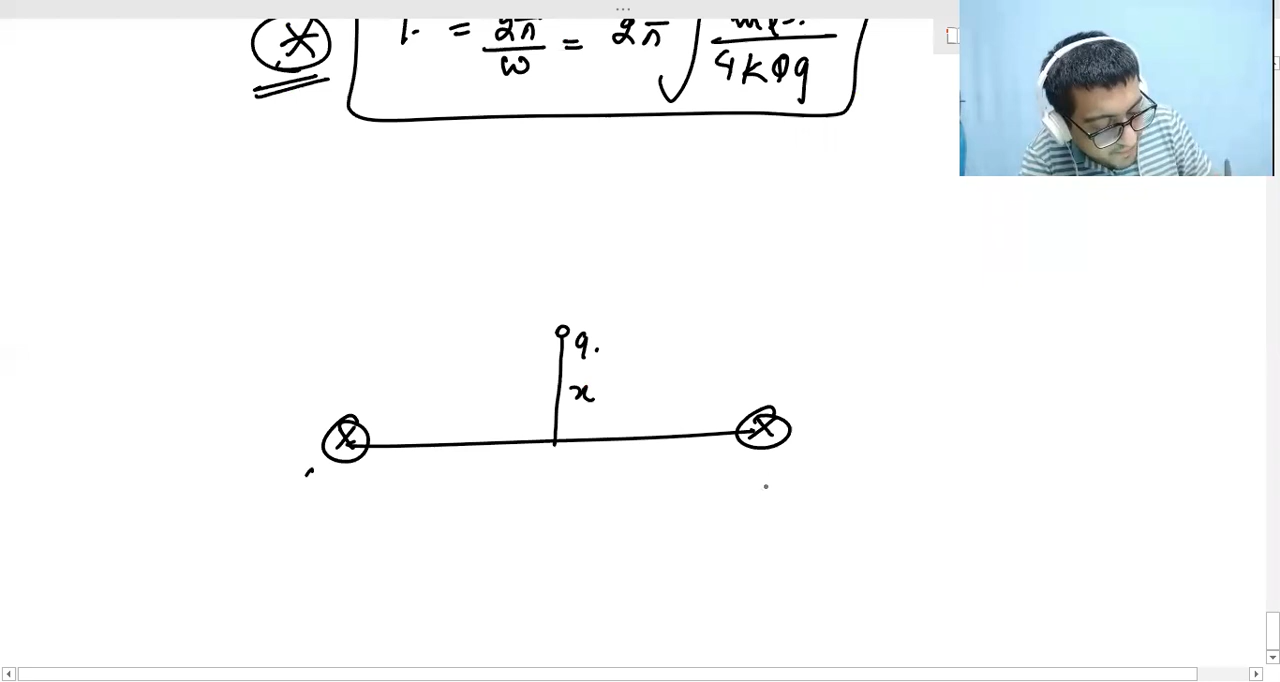 = 2π/ω = 2π √ /4kQq
q.
x